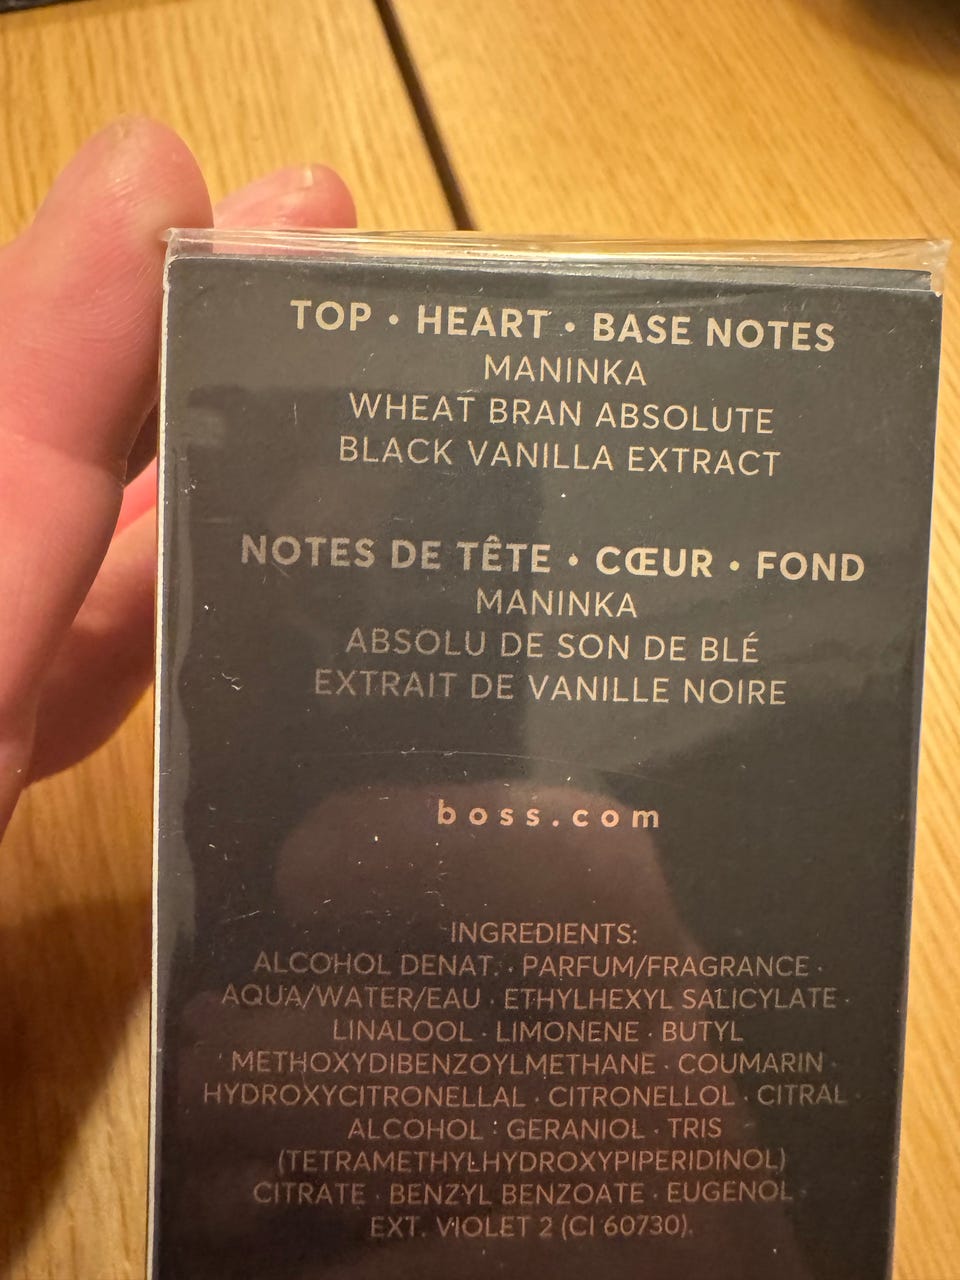 TOP • HEART • BASE NOTES
MANINKA
WHEAT BRAN ABSOLUTE
BLACK VANILLA EXTRACT
NOTES DE TÊTE • CŒUR • FOND
MANINKA
ABSOLU DE SON DE BLÉ
EXTRAIT DE VANILLE NOIRE
boss.com
INGREDIENTS:
ALCOHOL DENAT. · PARFUM/FRAGRANCE ·
AQUA/WATER/EAU · ETHYLHEXYL SALICYLATE ·
LINALOOL · LIMONENE · BUTYL
METHOXYDIBENZOYLMETHANE · COUMARIN ·
HYDROXYCITRONELLAL · CITRONELLOL · CITRAL ·
ALCOHOL · GERANIOL · TRIS
(TETRAMETHYLHYDROXYPIPERIDINOL)
CITRATE · BENZYL BENZOATE · EUGENOL ·
EXT. VIOLET 2 (CI 60730).